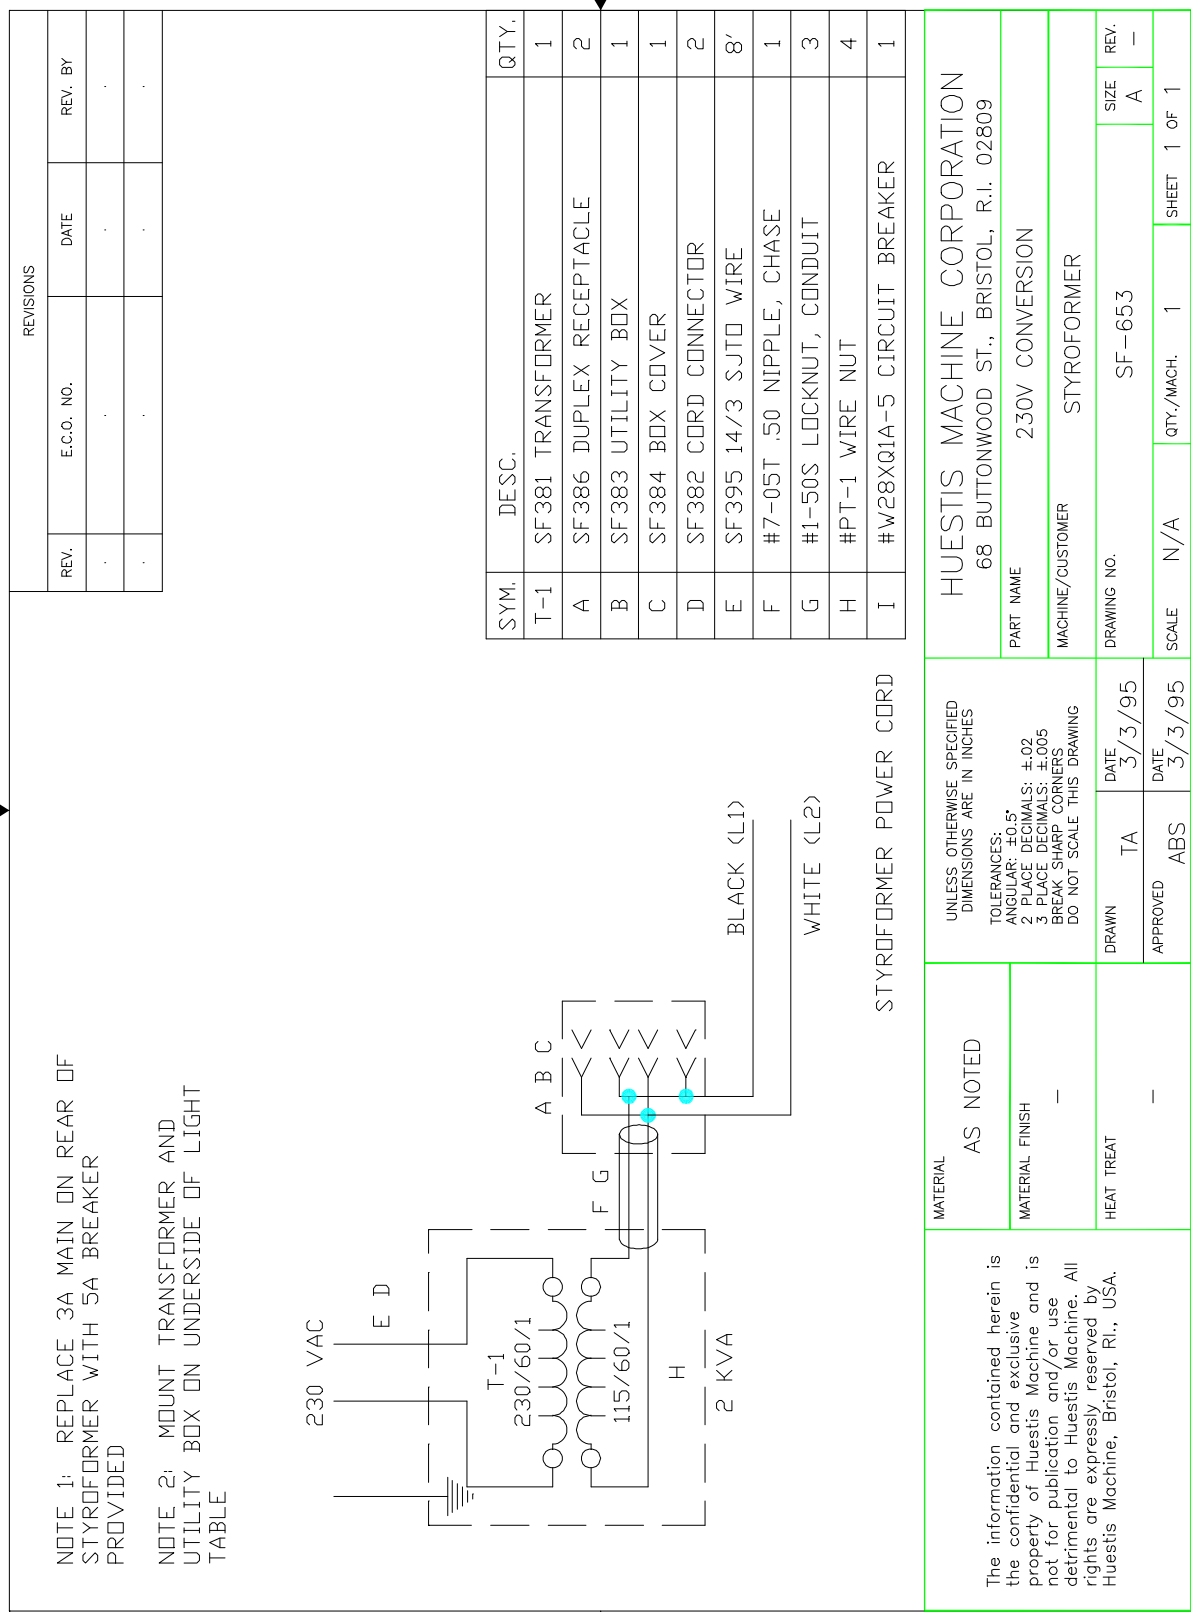 NOTE 1:  REPLACE 3A MAIN ON REAR OF
STYROFORMER WITH 5A BREAKER
PROVIDED
NOTE 2:  MOUNT TRANSFORMER AND
UTILITY BOX ON UNDERSIDE OF LIGHT
TABLE
REVISIONS
REV. E.C.O. NO. DATE REV. BY
. . . .
. . . .
230 VAC
E D
T-1
230/60/1
115/60/1
H
2 KVA
F G
A B C
BLACK (L1)
WHITE (L2)
STYROFORMER POWER CORD
SYM. DESC. QTY.
T-1 SF381 TRANSFORMER 1
A SF386 DUPLEX RECEPTACLE 2
B SF383 UTILITY BOX 1
C SF384 BOX COVER 1
D SF382 CORD CONNECTOR 2
E SF395 14/3 SJTO WIRE 8'
F #7-05T .50 NIPPLE, CHASE 1
G #1-50S LOCKNUT, CONDUIT 3
H #PT-1 WIRE NUT 4
I #W28XQ1A-5 CIRCUIT BREAKER 1
The information contained herein is
the confidential and exclusive
property of Huestis Machine and is
not for publication and/or use
detrimental to Huestis Machine. All
rights are expressly reserved by
Huestis Machine, Bristol, RI., USA.
MATERIAL
AS NOTED
MATERIAL FINISH
–
HEAT TREAT
–
UNLESS OTHERWISE SPECIFIED
DIMENSIONS ARE IN INCHES
TOLERANCES:
ANGULAR: ±0.5°
2 PLACE DECIMALS: ±.02
3 PLACE DECIMALS: ±.005
BREAK SHARP CORNERS
DO NOT SCALE THIS DRAWING
DRAWN TA DATE 3/3/95
APPROVED ABS DATE 3/3/95
HUESTIS MACHINE CORPORATION
68 BUTTONWOOD ST., BRISTOL, R.I. 02809
PART NAME 230V CONVERSION
MACHINE/CUSTOMER STYROFORMER
DRAWING NO. SF-653 SIZE A REV. –
SCALE N/A QTY./MACH. 1 SHEET 1 OF 1